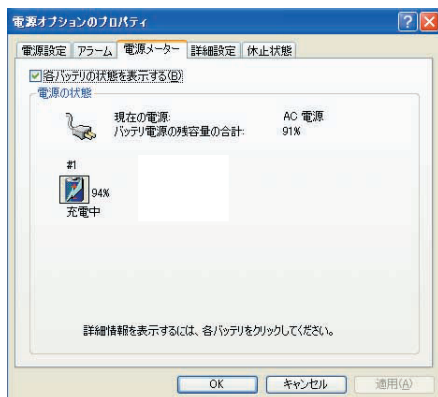 電源オプションのプロパティ
電源設定 アラーム 電源メーター 詳細設定 休止状態
各バッテリの状態を表示する(B)
電源の状態
現在の電源: AC 電源
バッテリ電源の残容量の合計: 91%
#1
94%
充電中
詳細情報を表示するには、各バッテリをクリックしてください。
OK キャンセル 適用(A)